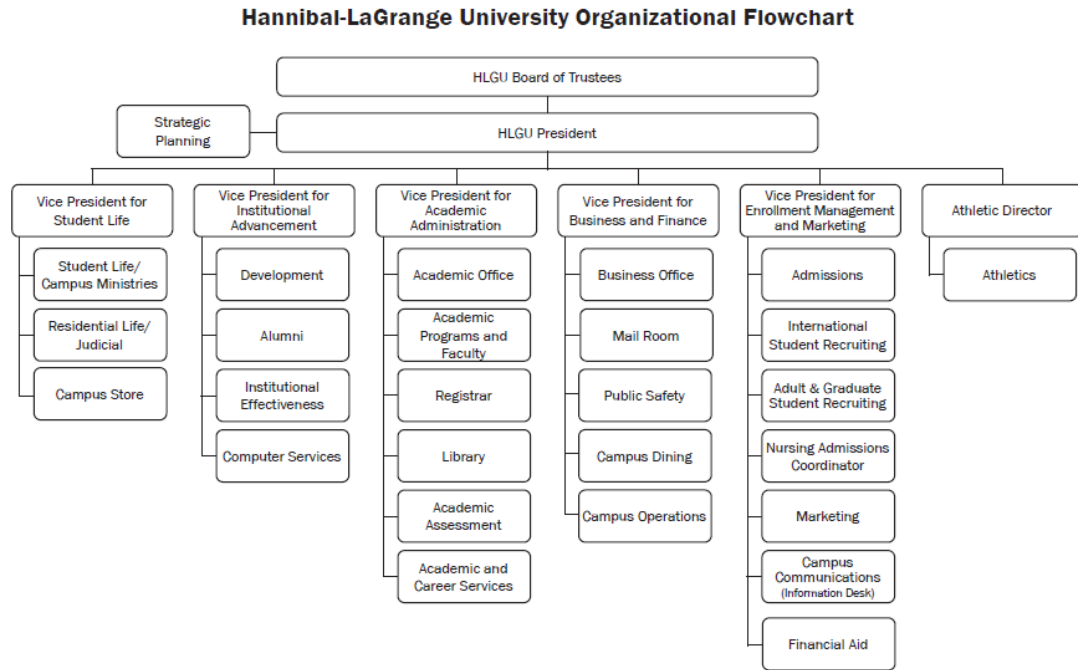 Hannibal-LaGrange University Organizational Flowchart
HLGU Board of Trustees
Strategic
Planning
HLGU President
Vice President for
Student Life
Student Life/
Campus Ministries
Residential Life/
Judicial
Campus Store
Vice President for
Institutional
Advancement
Development
Alumni
Institutional
Effectiveness
Computer Services
Vice President for
Academic
Administration
Academic Office
Academic
Programs and
Faculty
Registrar
Library
Academic
Assessment
Academic and
Career Services
Vice President for
Business and Finance
Business Office
Mail Room
Public Safety
Campus Dining
Campus Operations
Vice President for
Enrollment Management
and Marketing
Admissions
International
Student Recruiting
Adult & Graduate
Student Recruiting
Nursing Admissions
Coordinator
Marketing
Campus
Communications
(Information Desk)
Financial Aid
Athletic Director
Athletics